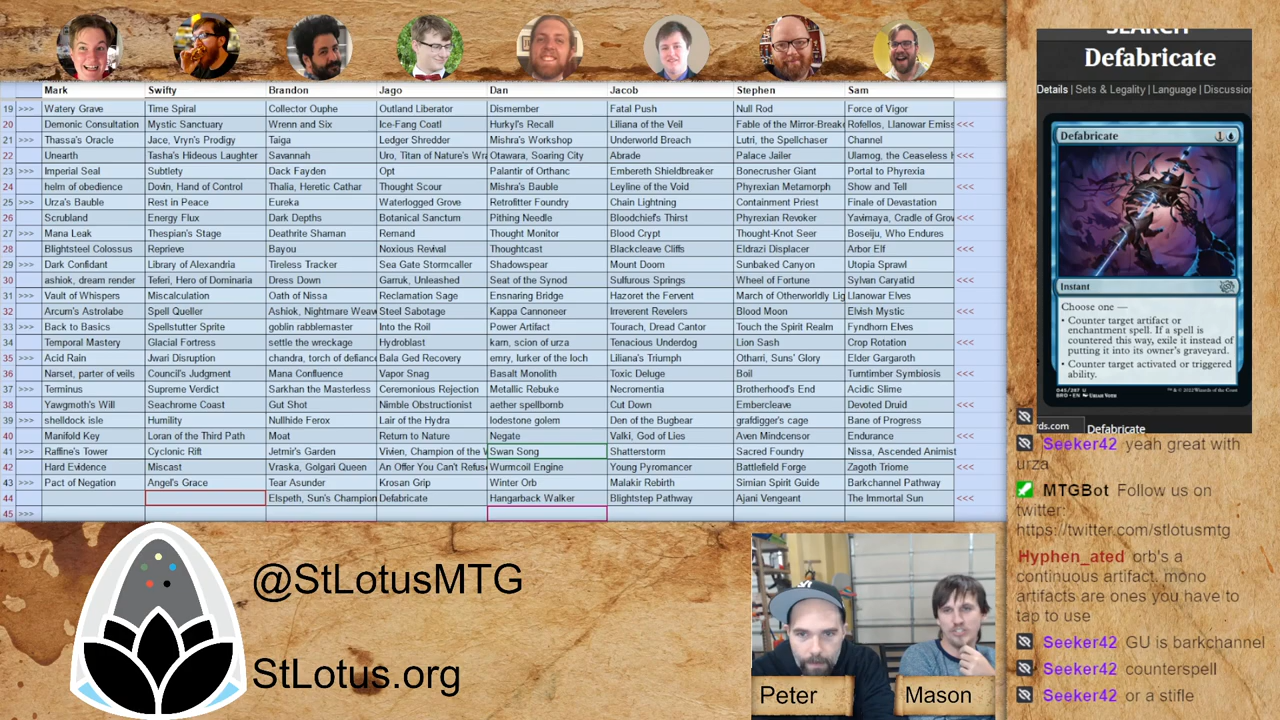 Mark Swifty Brandon Jago Dan Jacob Stephen Sam
19 >>> Watery Grave Time Spiral Collector Ouphe Outland Liberator Dismember Fatal Push Null Rod Force of Vigor
20 Demonic Consultation Mystic Sanctuary Wrenn and Six Ice-Fang Coatl Hurkyl's Recall Liliana of the Veil Fable of the Mirror-Breake Rofellos, Llanowar Emiss <<<
21 >>> Thassa's Oracle Jace, Vryn's Prodigy Taiga Ledger Shredder Mishra's Workshop Underworld Breach Lutri, the Spellchaser Channel
22 Unearth Tasha's Hideous Laughter Savannah Uro, Titan of Nature's Wra Otawara, Soaring City Abrade Palace Jailer Ulamog, the Ceaseless H <<<
23 >>> Imperial Seal Subtlety Dack Fayden Opt Palantir of Orthanc Embereth Shieldbreaker Bonecrusher Giant Portal to Phyrexia
24 helm of obedience Dovin, Hand of Control Thalia, Heretic Cathar Thought Scour Mishra's Bauble Leyline of the Void Phyrexian Metamorph Show and Tell <<<
25 >>> Urza's Bauble Rest in Peace Eureka Waterlogged Grove Retrofitter Foundry Chain Lightning Containment Priest Finale of Devastation
26 Scrubland Energy Flux Dark Depths Botanical Sanctum Pithing Needle Bloodchief's Thirst Phyrexian Revoker Yavimaya, Cradle of Grow <<<
27 >>> Mana Leak Thespian's Stage Deathrite Shaman Remand Thought Monitor Blood Crypt Thought-Knot Seer Boseiju, Who Endures
28 Blightsteel Colossus Reprieve Bayou Noxious Revival Thoughtcast Blackcleave Cliffs Eldrazi Displacer Arbor Elf <<<
29 >>> Dark Confidant Library of Alexandria Tireless Tracker Sea Gate Stormcaller Shadowspear Mount Doom Sunbaked Canyon Utopia Sprawl
30 ashiok, dream render Teferi, Hero of Dominaria Dress Down Garruk, Unleashed Seat of the Synod Sulfurous Springs Wheel of Fortune Sylvan Caryatid <<<
31 >>> Vault of Whispers Miscalculation Oath of Nissa Reclamation Sage Ensnaring Bridge Hazoret the Fervent March of Otherworldly Lig Llanowar Elves
32 Arcum's Astrolabe Spell Queller Ashiok, Nightmare Weav Steel Sabotage Kappa Cannoneer Irreverent Revelers Blood Moon Elvish Mystic <<<
33 >>> Back to Basics Spellstutter Sprite goblin rabblemaster Into the Roil Power Artifact Tourach, Dread Cantor Touch the Spirit Realm Fyndhorn Elves
34 Temporal Mastery Glacial Fortress settle the wreckage Hydroblast karn, scion of urza Tenacious Underdog Lion Sash Crop Rotation <<<
35 >>> Acid Rain Jwari Disruption chandra, torch of defiance Bala Ged Recovery emry, lurker of the loch Liliana's Triumph Otharri, Suns' Glory Elder Gargaroth
36 Narset, parter of veils Council's Judgment Mana Confluence Vapor Snag Basalt Monolith Toxic Deluge Boil Turntimber Symbiosis <<<
37 >>> Terminus Supreme Verdict Sarkhan the Masterless Ceremonious Rejection Metallic Rebuke Necromentia Brotherhood's End Acidic Slime
38 Yawgmoth's Will Seachrome Coast Gut Shot Nimble Obstructionist aether spellbomb Cut Down Embercleave Devoted Druid <<<
39 >>> shelldock isle Humility Nullhide Ferox Lair of the Hydra lodestone golem Den of the Bugbear grafdigger's cage Bane of Progress
40 Manifold Key Loran of the Third Path Moat Return to Nature Negate Valki, God of Lies Aven Mindcensor Endurance <<<
41 >>> Raffine's Tower Cyclonic Rift Jetmir's Garden Vivien, Champion of the W Swan Song Shatterstorm Sacred Foundry Nissa, Ascended Animist
42 Hard Evidence Miscast Vraska, Golgari Queen An Offer You Can't Refuse Wurmcoil Engine Young Pyromancer Battlefield Forge Zagoth Triome <<<
43 >>> Pact of Negation Angel's Grace Tear Asunder Krosan Grip Winter Orb Malakir Rebirth Simian Spirit Guide Barkchannel Pathway
44 Elspeth, Sun's Champion Defabricate Hangarback Walker Blightstep Pathway Ajani Vengeant The Immortal Sun <<<
45 >>>
@StLotusMTG
StLotus.org
Peter
Mason
SEARCH
Defabricate
Details | Sets & Legality | Language | Discussion
Defabricate 1
Instant
Choose one —
• Counter target artifact or
enchantment spell. If a spell is
countered this way, exile it instead of
putting it into its owner's graveyard.
• Counter target activated or triggered
ability.
rds.com Defabricate
Seeker42 yeah great with
urza
MTGBot Follow us on
twitter:
https://twitter.com/stlotusmtg
Hyphen_ated orb's a
continuous artifact. mono
artifacts are ones you have to
tap to use
Seeker42 GU is barkchannel
Seeker42 counterspell
Seeker42 or a stifle